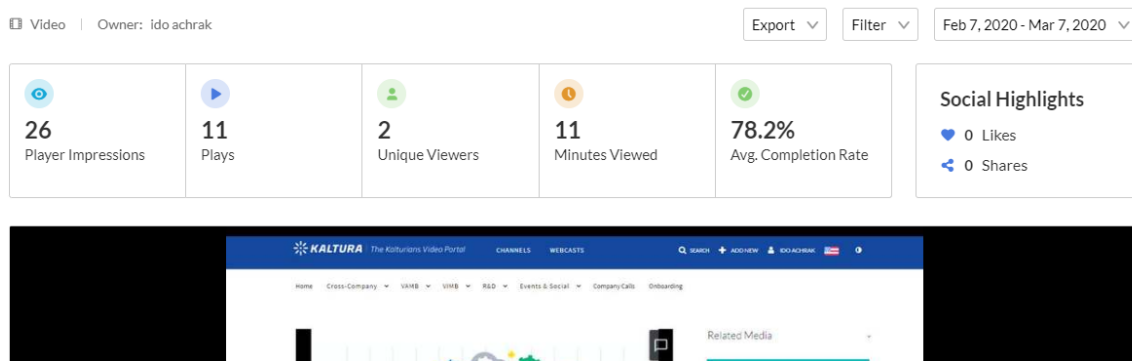 Video | Owner: ido achrak
Export
Filter
Feb 7, 2020 - Mar 7, 2020
26
Player Impressions
11
Plays
2
Unique Viewers
11
Minutes Viewed
78.2%
Avg. Completion Rate
Social Highlights
0 Likes
0 Shares
KALTURA | The Kalturians Video Portal CHANNELS WEBCASTS SEARCH ADD NEW IDO ACHRAK
Home Cross-Company VAMB VIMB R&D Events & Social Company Calls Onboarding
Related Media